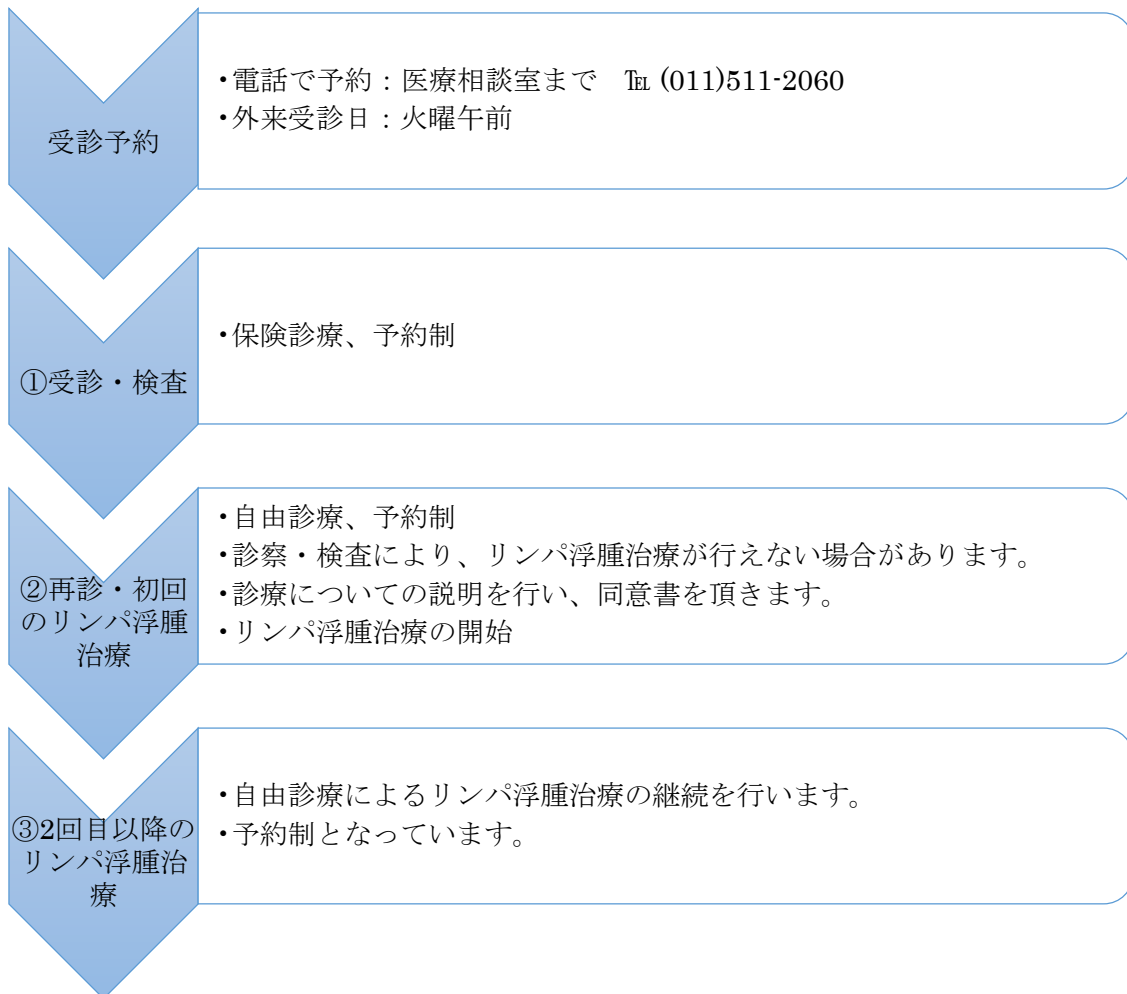 受診予約
・電話で予約：医療相談室まで　℡ (011)511-2060
・外来受診日：火曜午前
①受診・検査
・保険診療、予約制
②再診・初回
のリンパ浮腫
治療
・自由診療、予約制
・診察・検査により、リンパ浮腫治療が行えない場合があります。
・診療についての説明を行い、同意書を頂きます。
・リンパ浮腫治療の開始
③2回目以降の
リンパ浮腫治
療
・自由診療によるリンパ浮腫治療の継続を行います。
・予約制となっています。